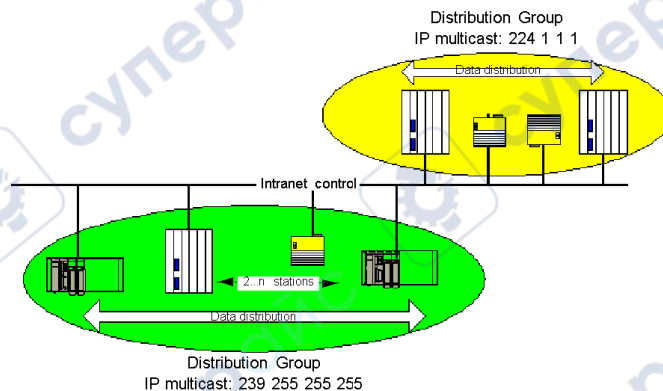 Distribution Group
IP multicast: 224 1 1 1
Data distribution
Intranet control
2...n stations
Data distribution
Distribution Group
IP multicast: 239 255 255 255